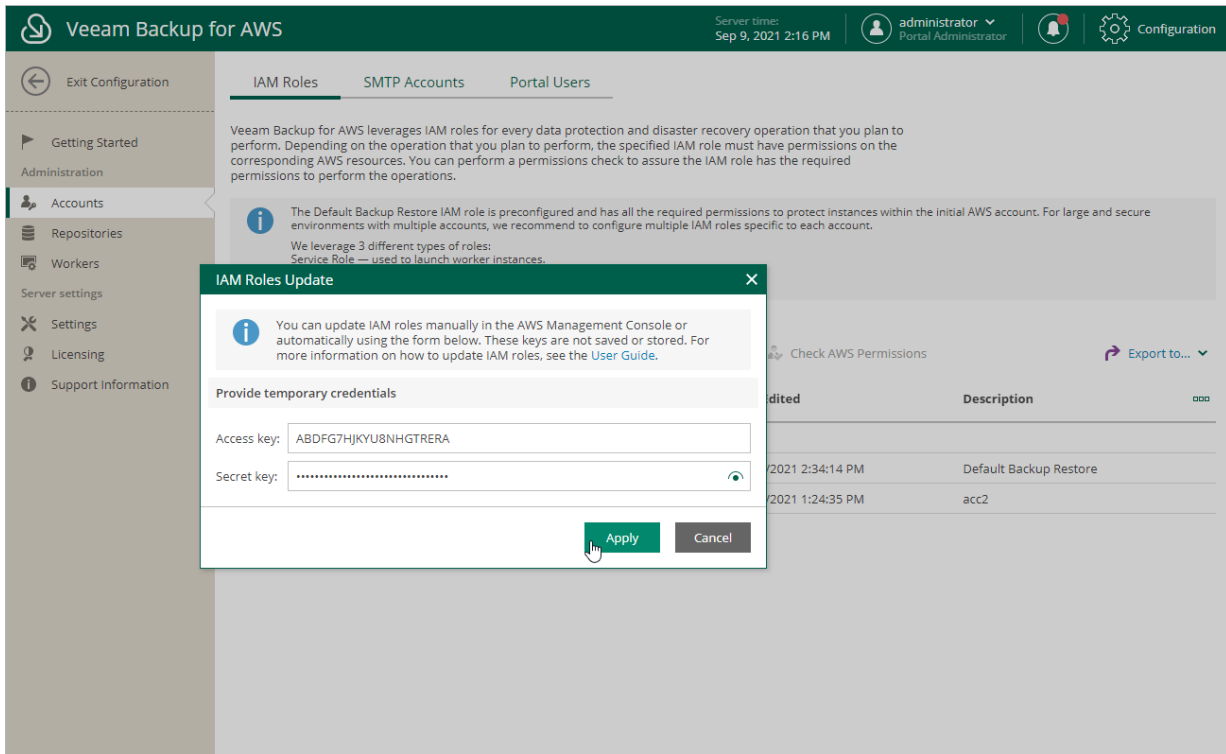 Veeam Backup for AWS
Server time:
Sep 9, 2021 2:16 PM
administrator
Portal Administrator
Configuration
Exit Configuration
Getting Started
Administration
Accounts
Repositories
Workers
Server settings
Settings
Licensing
Support Information
IAM Roles
SMTP Accounts
Portal Users
Veeam Backup for AWS leverages IAM roles for every data protection and disaster recovery operation that you plan to
perform. Depending on the operation that you plan to perform, the specified IAM role must have permissions on the
corresponding AWS resources. You can perform a permissions check to assure the IAM role has the required
permissions to perform the operations.
The Default Backup Restore IAM role is preconfigured and has all the required permissions to protect instances within the initial AWS account. For large and secure
environments with multiple accounts, we recommend to configure multiple IAM roles specific to each account.
We leverage 3 different types of roles:
Service Role — used to launch worker instances.
IAM Roles Update
You can update IAM roles manually in the AWS Management Console or
automatically using the form below. These keys are not saved or stored. For
more information on how to update IAM roles, see the User Guide.
Provide temporary credentials
Access key: ABDFG7HJKYU8NHGTRERA
Secret key: •••••••••••••••••••••••••••••••••
Apply
Cancel
Check AWS Permissions
Export to...
dited
Description
/2021 2:34:14 PM
Default Backup Restore
/2021 1:24:35 PM
acc2